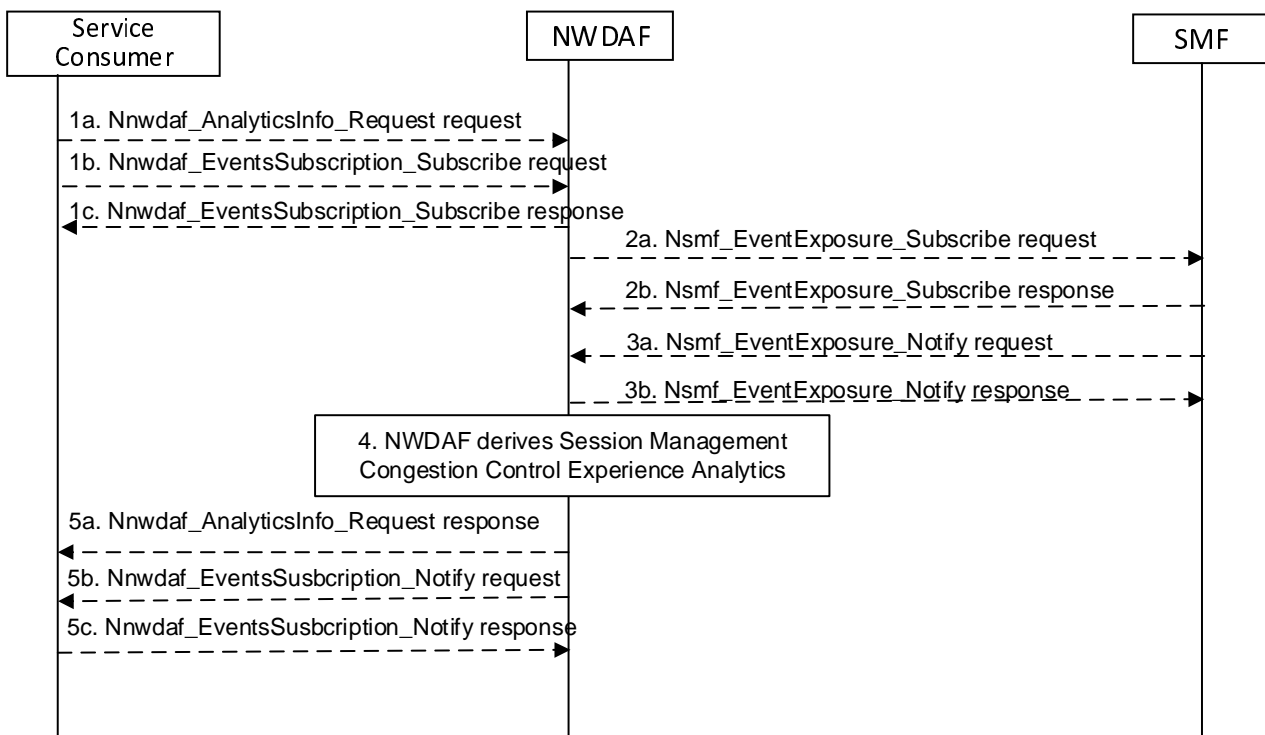 Service
Consumer
NWDAF
SMF
1a. Nnwdaf_AnalyticsInfo_Request request
1b. Nnwdaf_EventsSubscription_Subscribe request
1c. Nnwdaf_EventsSubscription_Subscribe response
2a. Nsmf_EventExposure_Subscribe request
2b. Nsmf_EventExposure_Subscribe response
3a. Nsmf_EventExposure_Notify request
3b. Nsmf_EventExposure_Notify response
4. NWDAF derives Session Management
Congestion Control Experience Analytics
5a. Nnwdaf_AnalyticsInfo_Request response
5b. Nnwdaf_EventsSusbcription_Notify request
5c. Nnwdaf_EventsSusbcription_Notify response